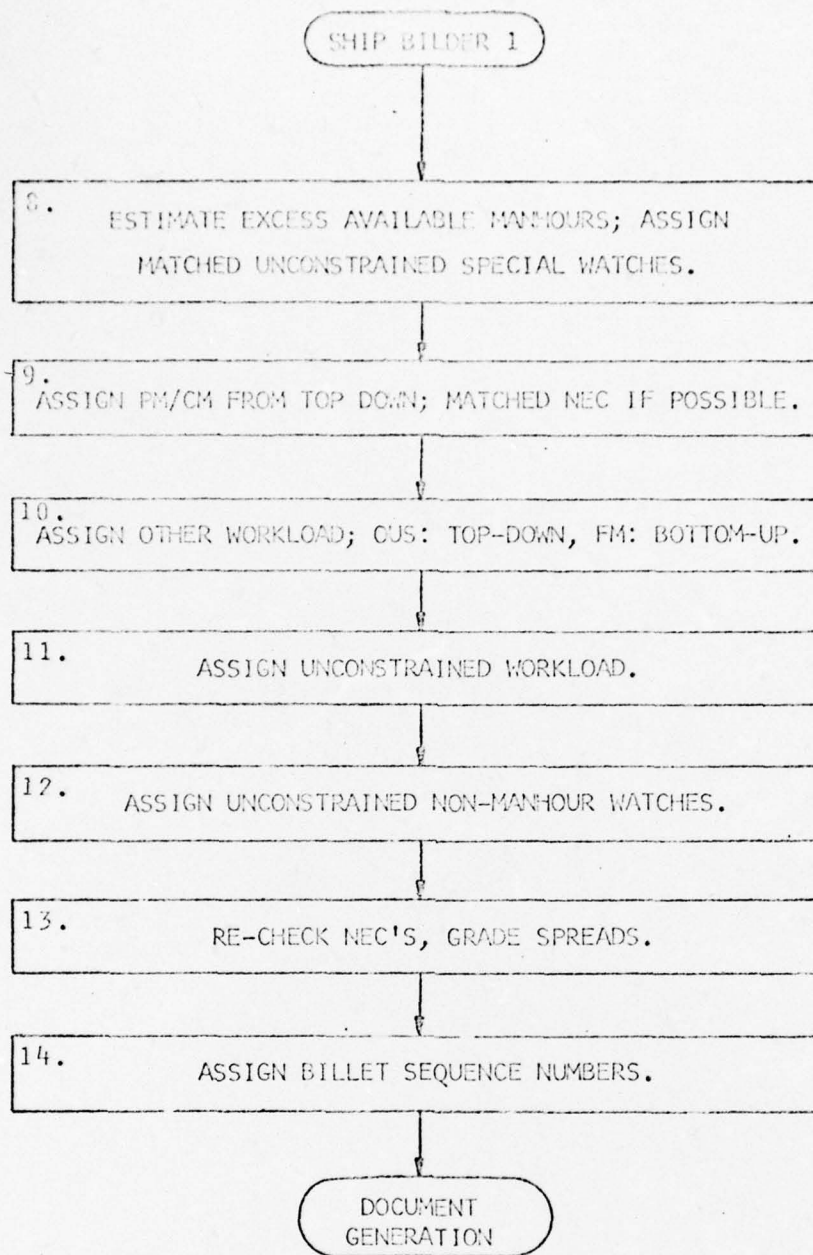 SHIP BILDER 1
8.
ESTIMATE EXCESS AVAILABLE MANHOURS; ASSIGN
MATCHED UNCONSTRAINED SPECIAL WATCHES.
9.
ASSIGN PM/CM FROM TOP DOWN; MATCHED NEC IF POSSIBLE.
10.
ASSIGN OTHER WORKLOAD; OUS: TOP-DOWN, FM: BOTTOM-UP.
11.
ASSIGN UNCONSTRAINED WORKLOAD.
12.
ASSIGN UNCONSTRAINED NON-MANHOUR WATCHES.
13.
RE-CHECK NEC'S, GRADE SPREADS.
14.
ASSIGN BILLET SEQUENCE NUMBERS.
DOCUMENT
GENERATION